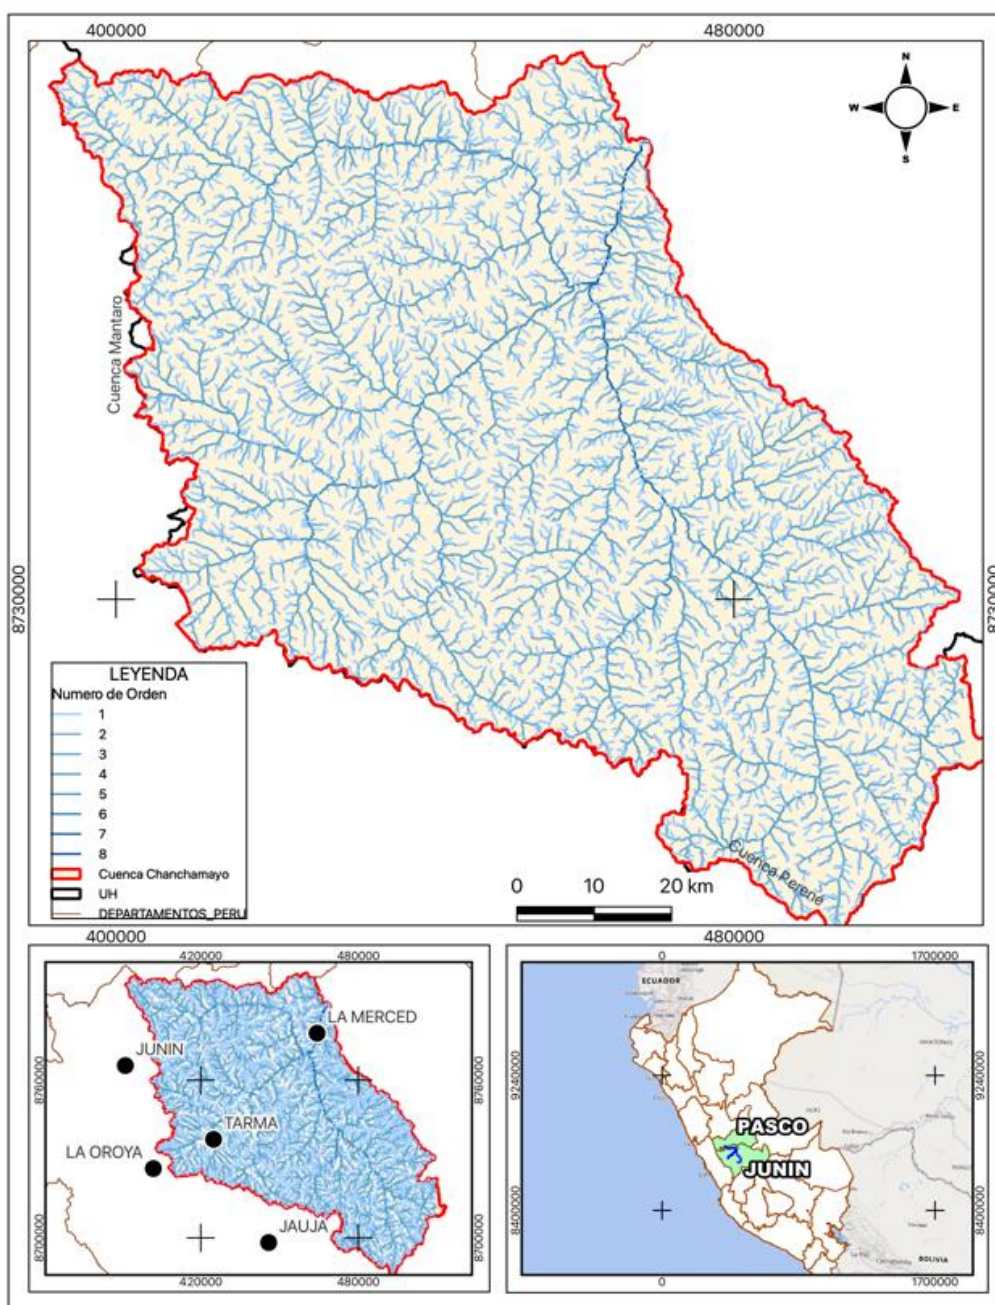 400000
480000
N
W
E
S
Cuenca Mantaro
8730000
8730000
LEYENDA
Numero de Orden
1
2
3
4
5
6
7
8
Cuenca Chanchamayo
UH
DEPARTAMENTOS_PERU
Cuenca Perene
0 10 20 km
400000
480000
420000
480000
LA MERCED
JUNIN
8760000
8760000
TARMA
LA OROYA
JAUJA
8700000
8700000
420000
480000
0
1700000
ECUADOR
9240000
9240000
PASCO
JUNIN
8400000
8400000
BOLIVIA
0
1700000